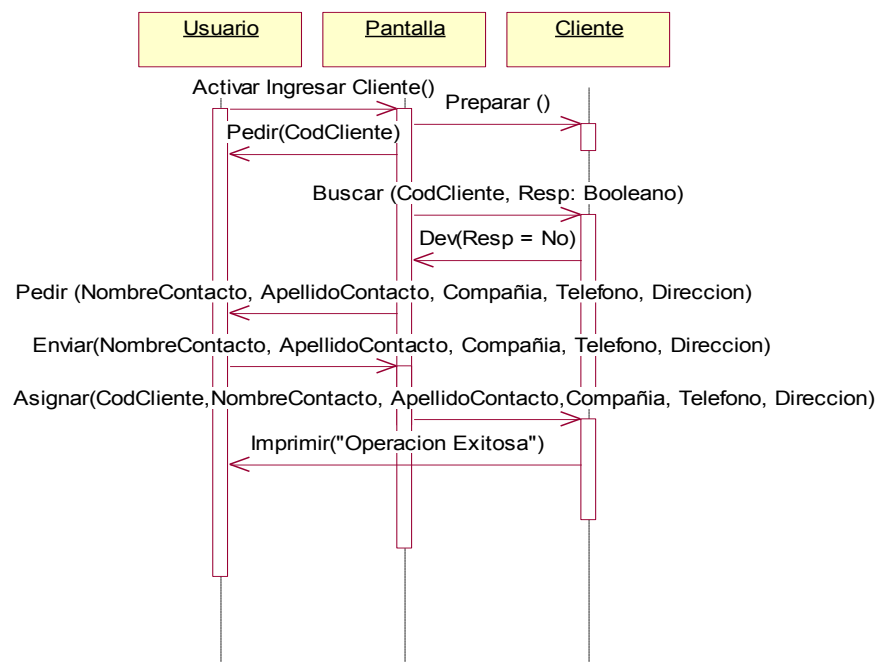 Usuario
Pantalla
Cliente
Activar Ingresar Cliente()
Preparar ()
Pedir(CodCliente)
Buscar (CodCliente, Resp: Booleano)
Dev(Resp = No)
Pedir (NombreContacto, ApellidoContacto, Compañia, Telefono, Direccion)
Enviar(NombreContacto, ApellidoContacto, Compañia, Telefono, Direccion)
Asignar(CodCliente,NombreContacto, ApellidoContacto,Compañia, Telefono, Direccion)
Imprimir("Operacion Exitosa")